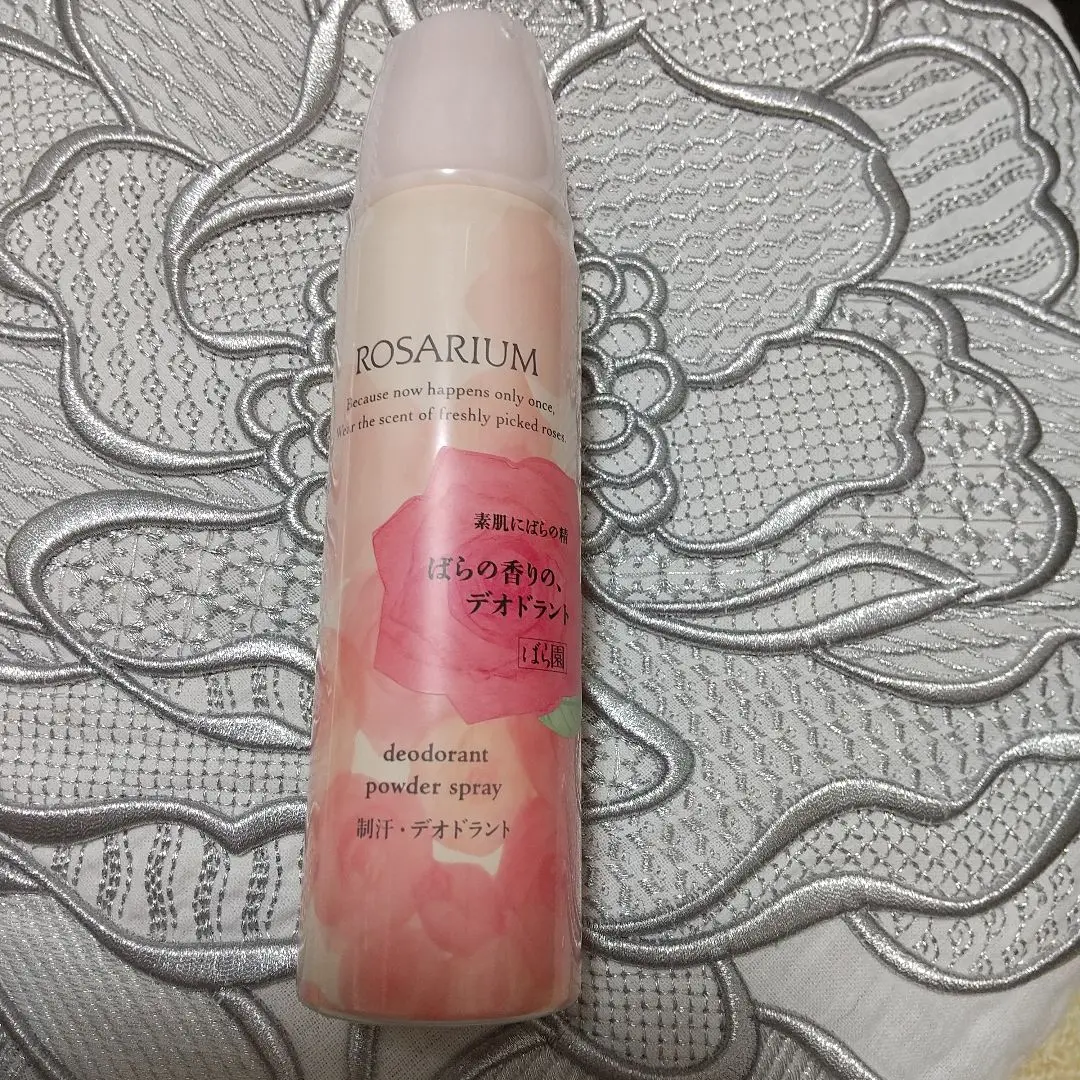 ROSARIUM
Because now happens only once,
Wear the scent of freshly picked roses.
素肌にばらの精
ばらの香りの、
デオドラント
ばら園
deodorant
powder spray
制汗・デオドラント